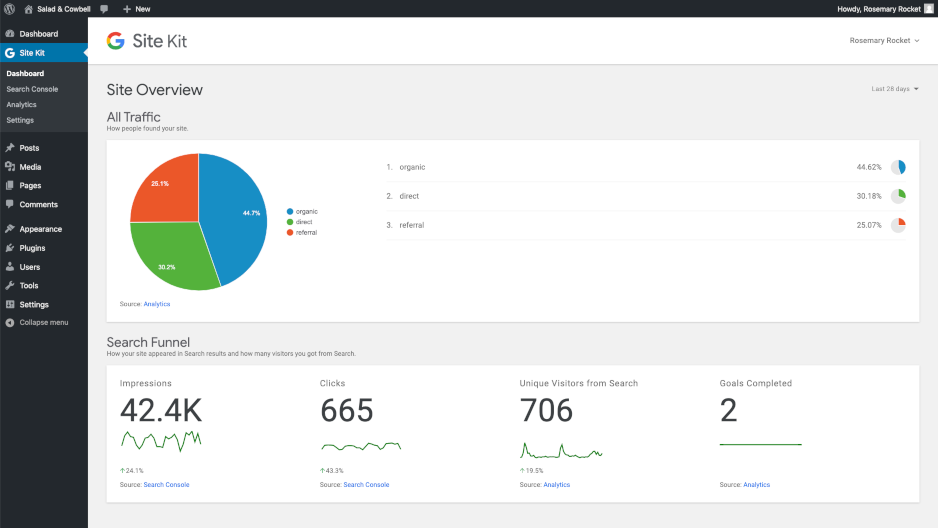 Salad & Cowbell
New
Howdy, Rosemary Rocket
Dashboard
Site Kit
Dashboard
Search Console
Analytics
Settings
Posts
Media
Pages
Comments
Appearance
Plugins
Users
Tools
Settings
Collapse menu
G Site Kit
Rosemary Rocket
Site Overview
Last 28 days
All Traffic
How people found your site.
44.7%
30.2%
25.1%
organic
direct
referral
1. organic 44.62%
2. direct 30.18%
3. referral 25.07%
Source: Analytics
Search Funnel
How your site appeared in Search results and how many visitors you got from Search.
Impressions
42.4K
24.1%
Source: Search Console
Clicks
665
43.3%
Source: Search Console
Unique Visitors from Search
706
19.5%
Source: Analytics
Goals Completed
2
Source: Analytics